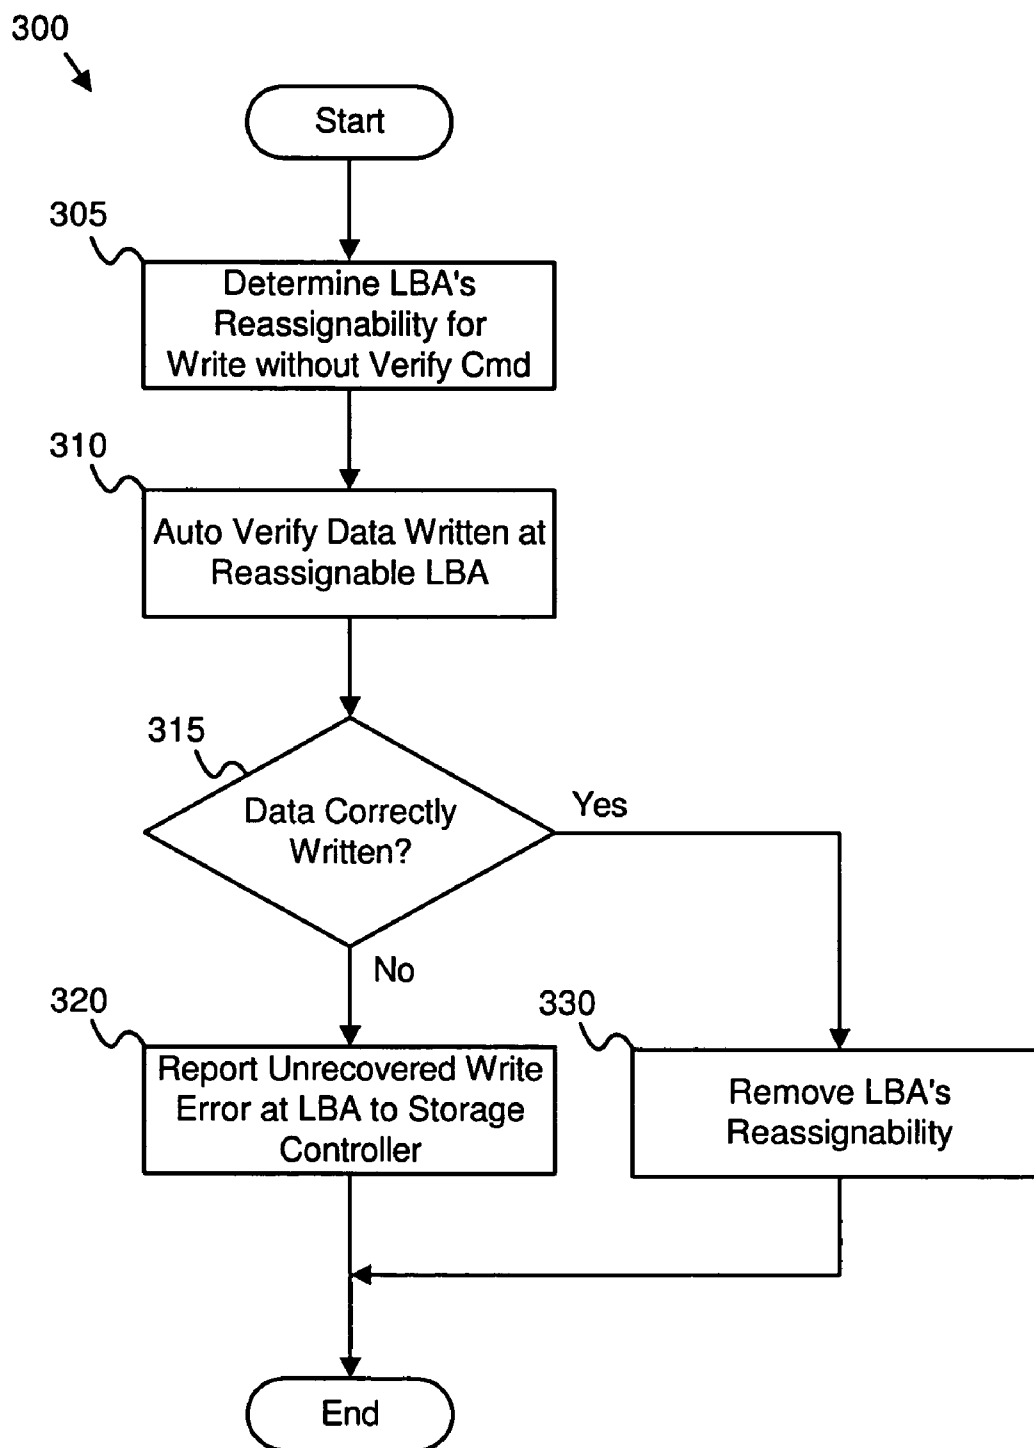 300
Start
305
Determine LBA's
Reassignability for
Write without Verify Cmd
310
Auto Verify Data Written at
Reassignable LBA
315
Data Correctly
Written?
Yes
No
320
Report Unrecovered Write
Error at LBA to Storage
Controller
330
Remove LBA's
Reassignability
End